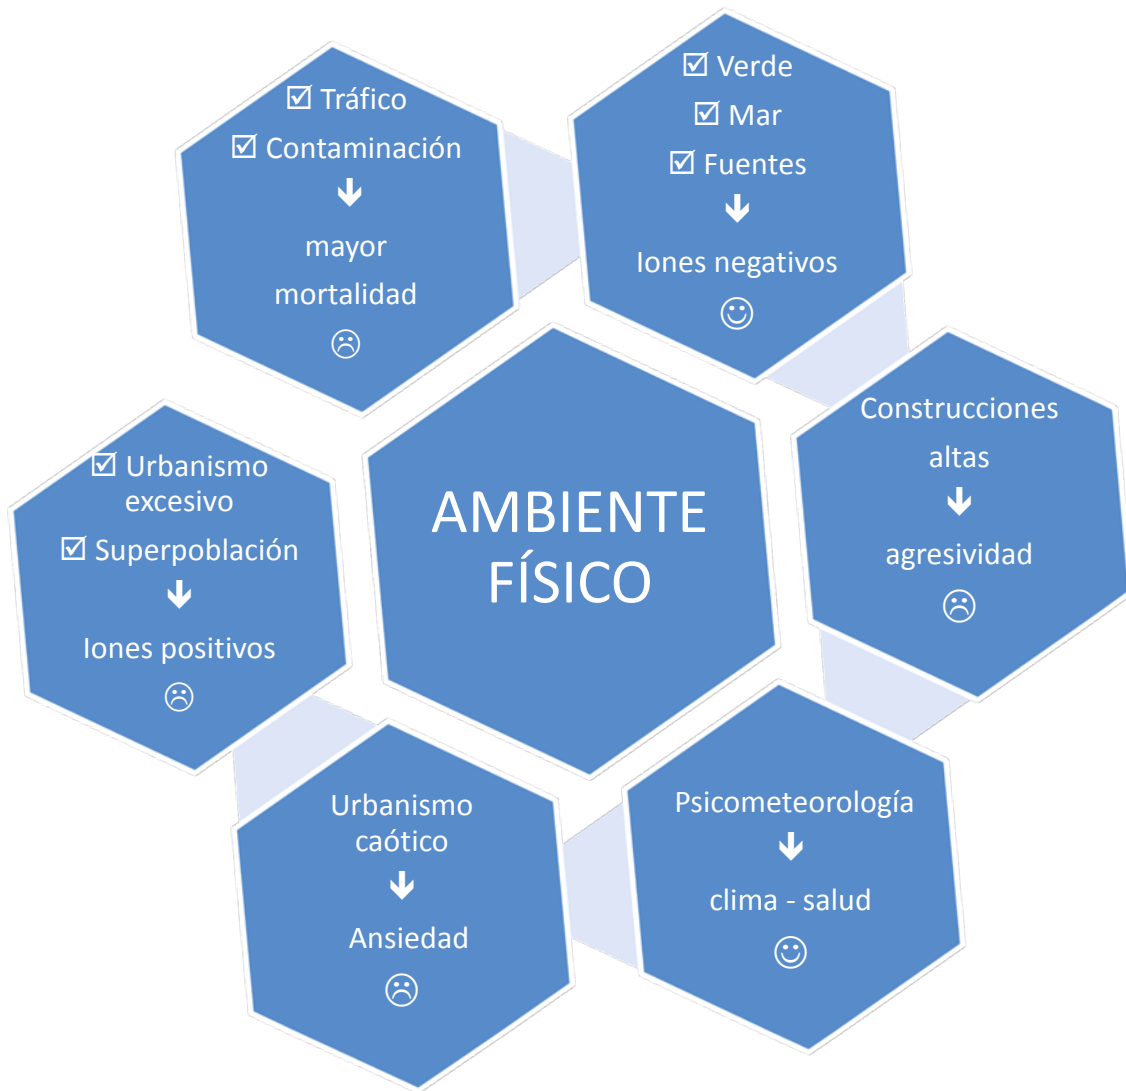 ☑ Tráfico
☑ Contaminación
↓
mayor
mortalidad
☹
☑ Verde
☑ Mar
☑ Fuentes
↓
Iones negativos
☺
Construcciones
altas
↓
agresividad
☹
☑ Urbanismo
excesivo
☑ Superpoblación
↓
Iones positivos
☹
AMBIENTE
FÍSICO
Urbanismo
caótico
↓
Ansiedad
☹
Psicometeorología
↓
clima - salud
☺